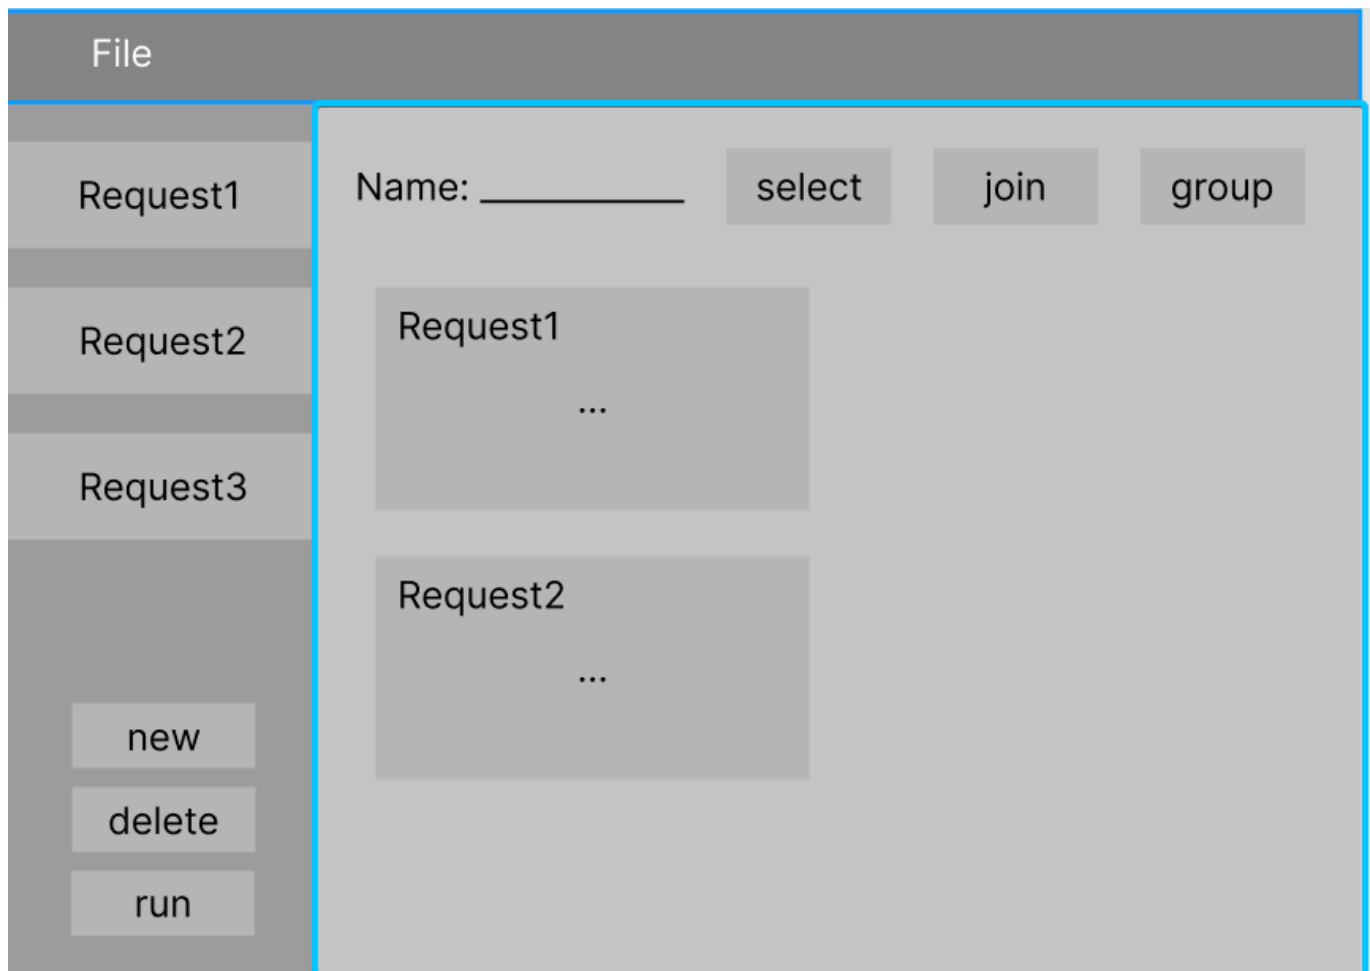 File
Request1
Request2
Request3
new
delete
run
Name: __________ select join group
Request1
...
Request2
...